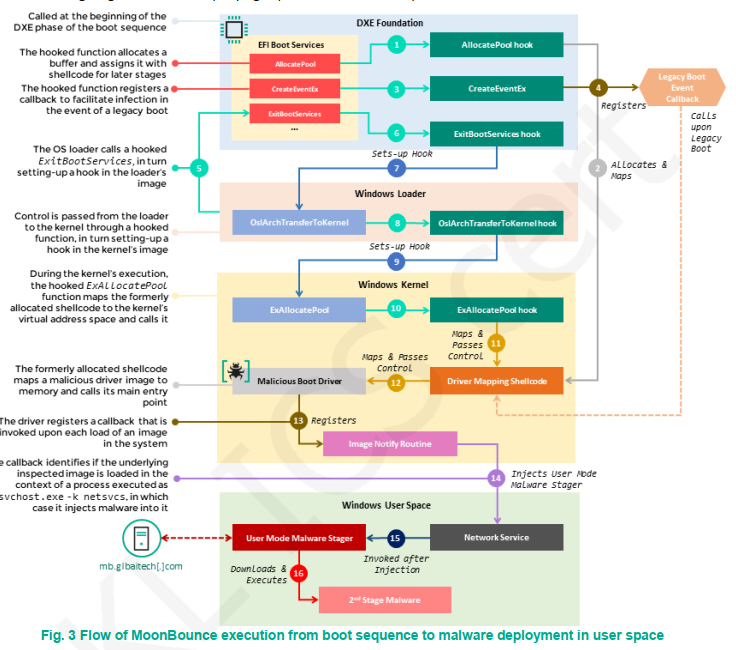 Called at the beginning of the
DXE phase of the boot sequence
DXE Foundation
EFI Boot Services
The hooked function allocates a
buffer and assigns it with
shellcode for later stages
AllocatePool
1
AllocatePool hook
The hooked function registers a
callback to facilitate infection in
the event of a legacy boot
CreateEventEx
3
CreateEventEx
4
Registers
Legacy Boot
Event
Callback
Calls
upon
Legacy
Boot
ExitBootServices
...
6
ExitBootServices hook
The OS loader calls a hooked
ExitBootServices, in turn
setting-up a hook in the loader's
image
5
Sets-up Hook
7
2
Allocates &
Maps
Windows Loader
Control is passed from the loader
to the kernel through a hooked
function, in turn setting-up a
hook in the kernel's image
OslArchTransferToKernel
8
OslArchTransferToKernel hook
Sets-up Hook
9
Windows Kernel
During the kernel's execution,
the hooked ExAllocatePool
function maps the formerly
allocated shellcode to the kernel's
virtual address space and calls it
ExAllocatePool
10
ExAllocatePool hook
Maps &
Passes
Control
11
The formerly allocated shellcode
maps a malicious driver image to
memory and calls its main entry
point
Malicious Boot Driver
Maps & Passes
Control
12
Driver Mapping Shellcode
The driver registers a callback that is
invoked upon each load of an image
in the system
13
Registers
Image Notify Routine
e callback identifies if the underlying
inspected image is loaded in the
context of a process executed as
svchost.exe -k netsvcs, in which
case it injects malware into it
14
Injects User Mode
Malware Stager
Windows User Space
mb.glbaitech[.]com
User Mode Malware Stager
15
Invoked after
Injection
Network Service
Downloads &
Executes
16
2nd Stage Malware
Fig. 3 Flow of MoonBounce execution from boot sequence to malware deployment in user space